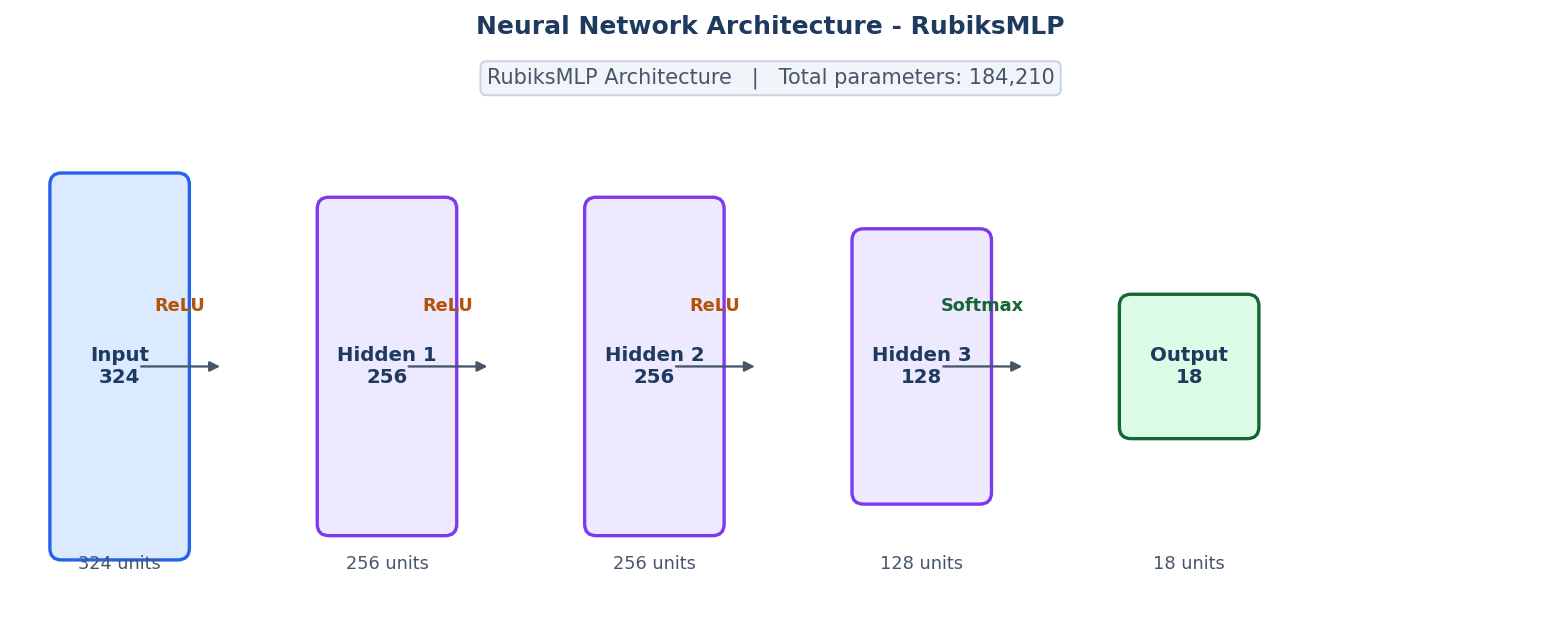 Neural Network Architecture - RubiksMLP
RubiksMLP Architecture | Total parameters: 184,210
ReLU
ReLU
ReLU
Softmax
Input
324
Hidden 1
256
Hidden 2
256
Hidden 3
128
Output
18
324 units
256 units
256 units
128 units
18 units